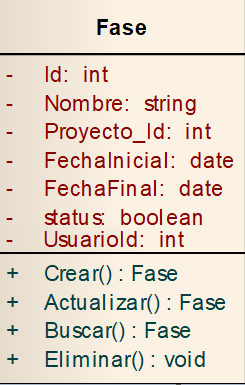 Fase
- Id: int
- Nombre: string
- Proyecto_Id: int
- FechaInicial: date
- FechaFinal: date
- status: boolean
- UsuarioId: int
+ Crear() : Fase
+ Actualizar() : Fase
+ Buscar() : Fase
+ Eliminar() : void